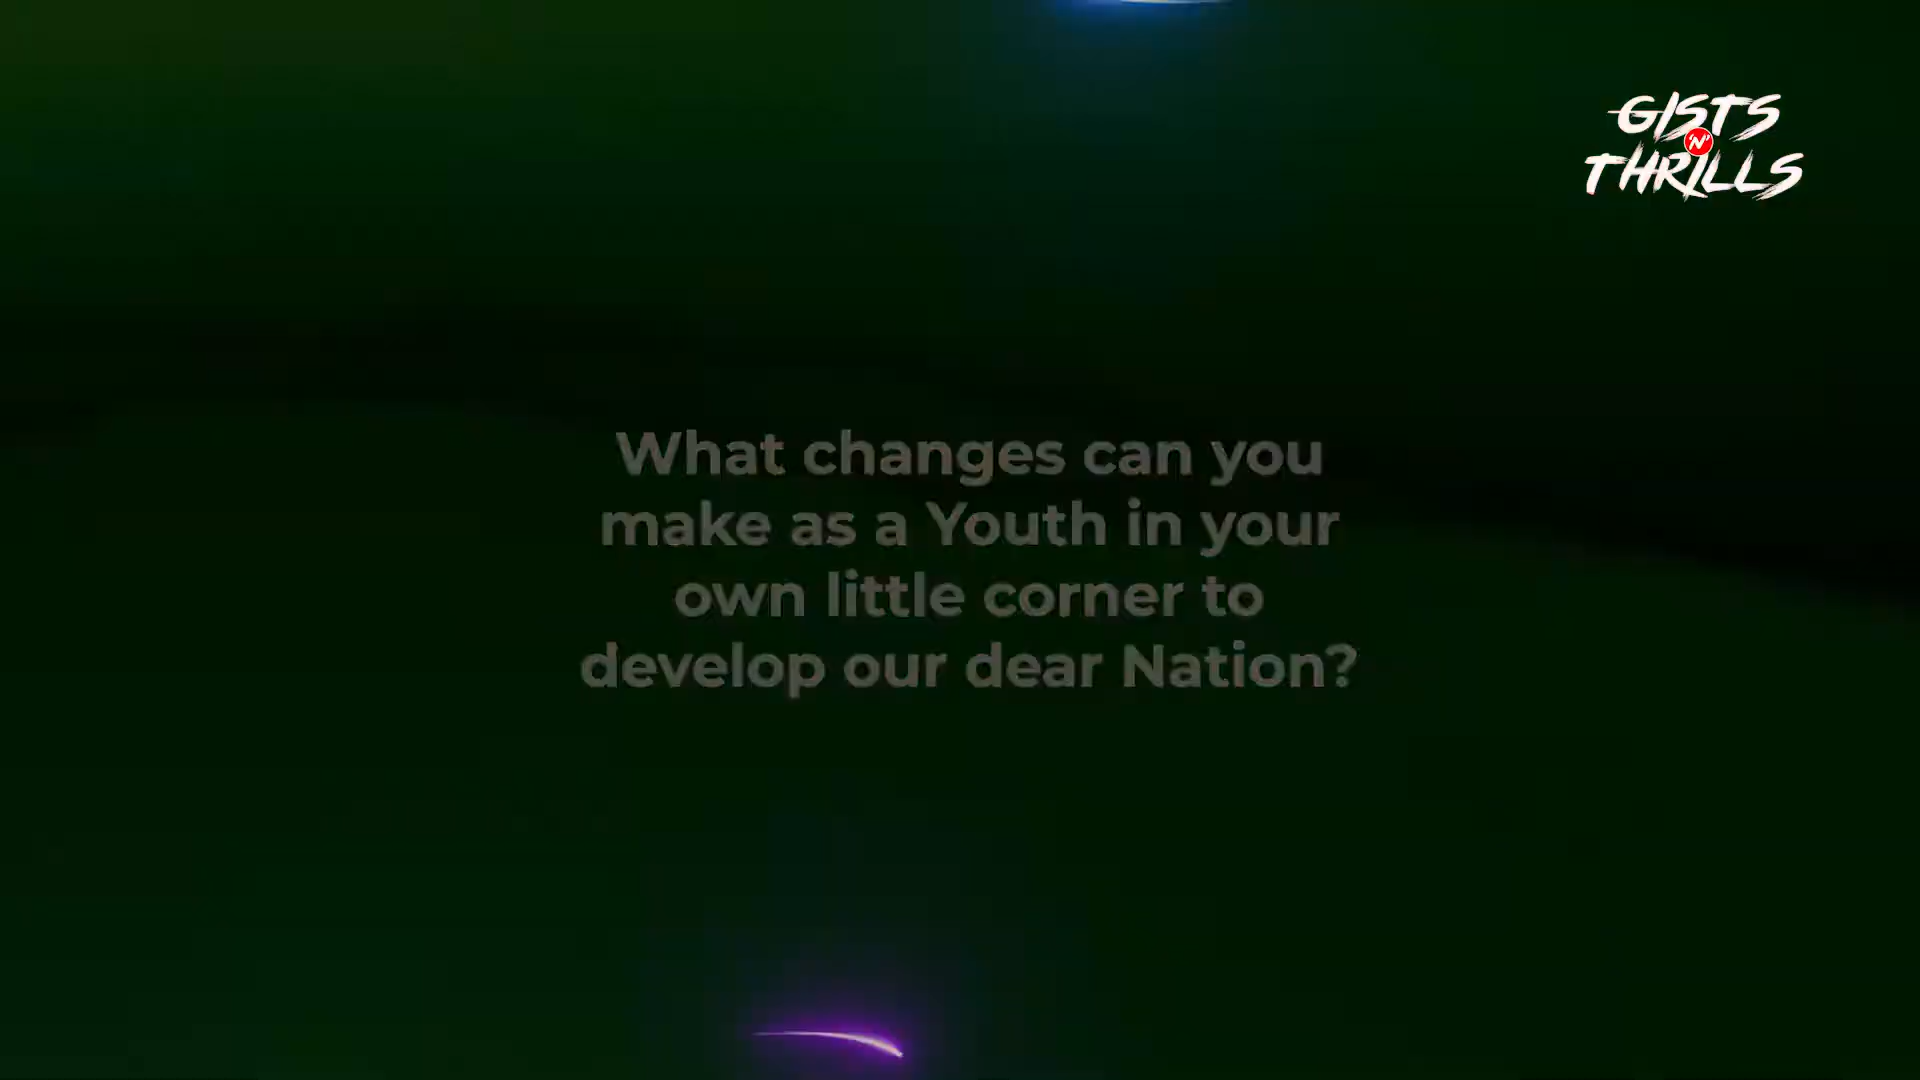 GISTS
N
THRILLS
What changes can you
make as a Youth in your
own little corner to
develop our dear Nation?